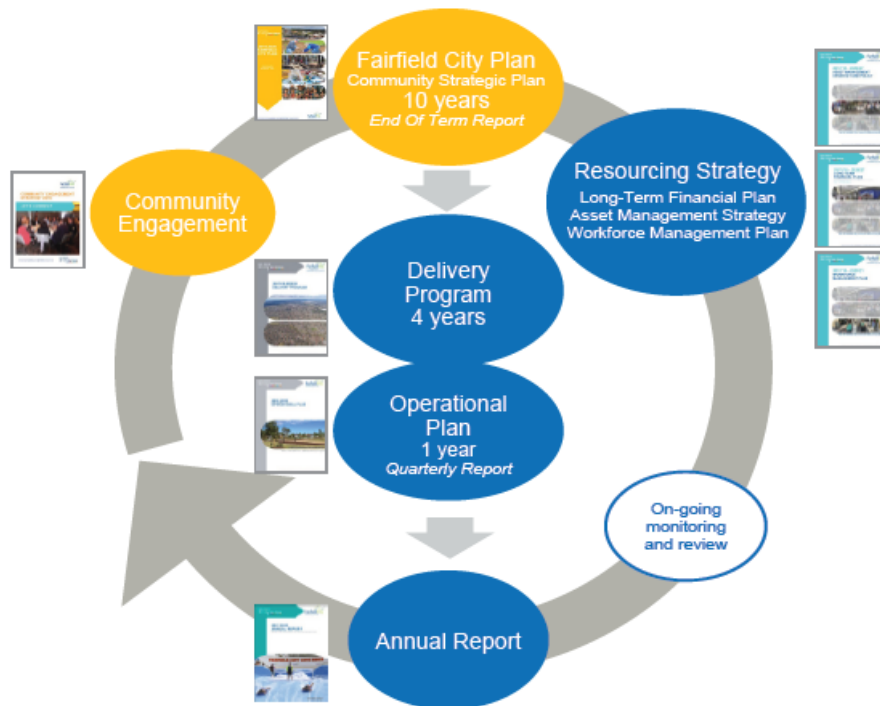 Fairfield City Plan
Community Strategic Plan
10 years
End Of Term Report
Community
Engagement
Resourcing Strategy
Long-Term Financial Plan
Asset Management Strategy
Workforce Management Plan
Delivery
Program
4 years
Operational
Plan
1 year
Quarterly Report
On-going
monitoring
and review
Annual Report